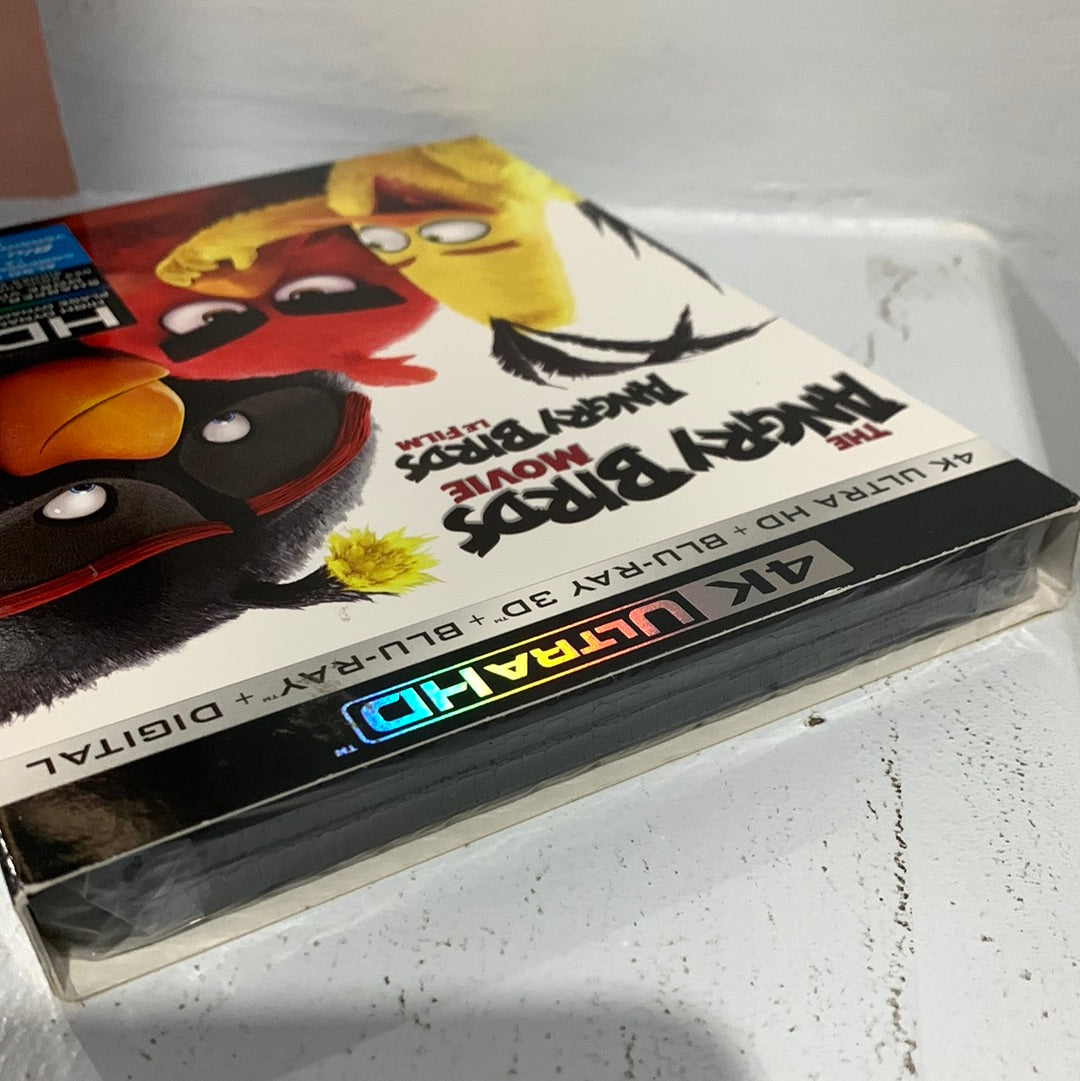 4K ULTRA HD™
4K ULTRA HD + BLU-RAY 3D™ + BLU-RAY™ + DIGITAL
THE
ANGRY BIRDS
MOVIE
ANGRY BIRDS
LE FILM
HD